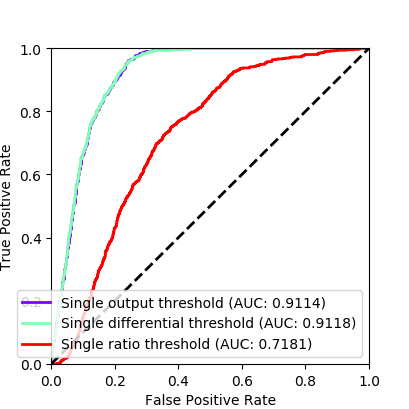 1.0
0.8
0.6
0.4
0.2
0.0
True Positive Rate
Single output threshold (AUC: 0.9114)
Single differential threshold (AUC: 0.9118)
Single ratio threshold (AUC: 0.7181)
0.0 0.2 0.4 0.6 0.8 1.0
False Positive Rate